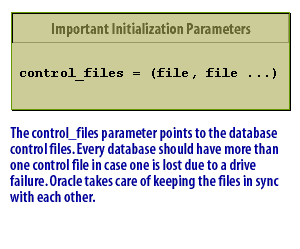 Important Initialization Parameters
control_files = (file, file ...)
The control_files parameter points to the database
control files. Every database should have more than
one control file in case one is lost due to a drive
failure. Oracle takes care of keeping the files in sync
with each other.